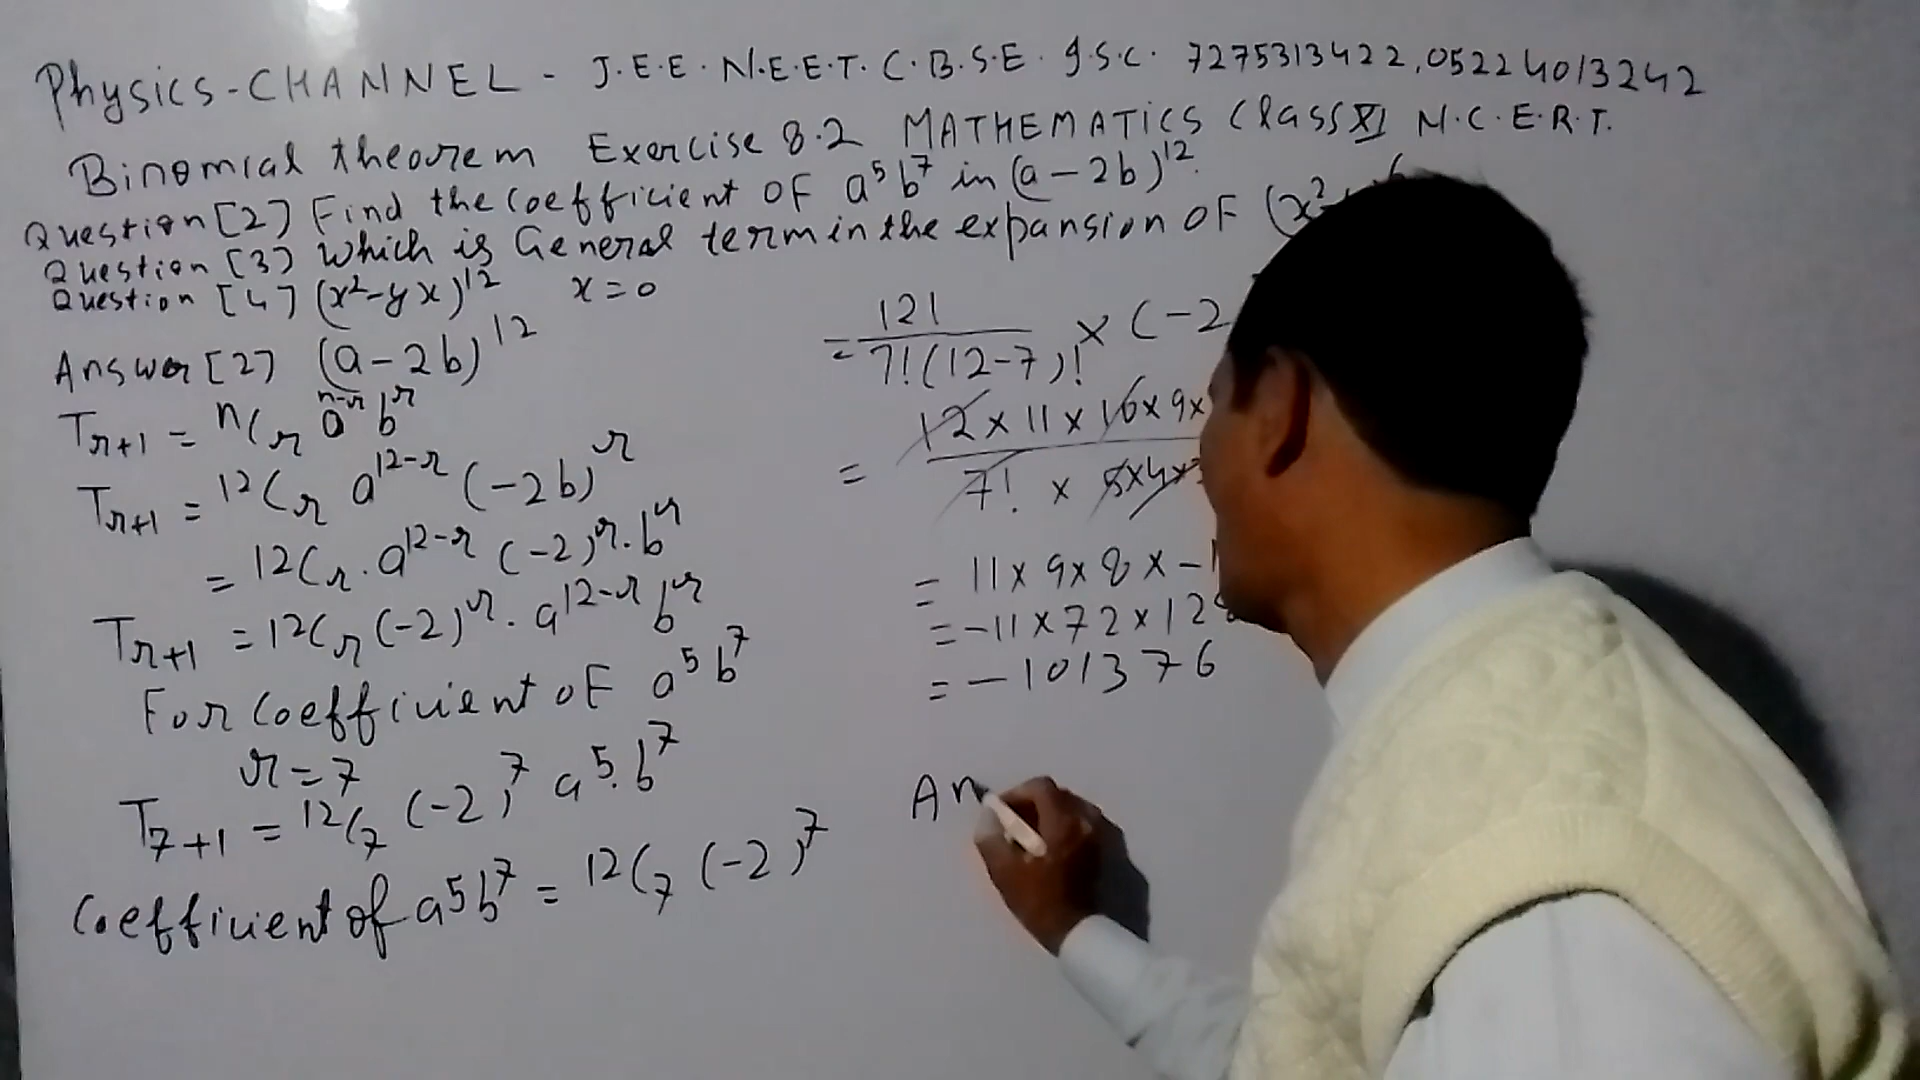 Physics-CHANNEL - J.E.E. N.E.E.T. C.B.S.E. I.S.C. 7275313422, 05224013242
Binomial theorem Exercise 8.2 MATHEMATICS Class XI N.C.E.R.T.
Question [2] Find the Coefficient OF a⁵b⁷ in (a-2b)¹².
Question [3] Which is General term in the expansion OF (x²
Question [4] (x²-yx)¹² x=0
Answer [2] (a-2b)¹²
Tr+1 = nCr aⁿ⁻ʳ bʳ
Tr+1 = 12Cr a¹²⁻ʳ (-2b)ʳ
= 12Cr . a¹²⁻ʳ (-2)ʳ . bʳ
Tr+1 = 12Cr (-2)ʳ . a¹²⁻ʳ bʳ
For Coefficient OF a⁵ b⁷
r=7
T7+1 = 12C7 (-2)⁷ a⁵.b⁷
Coefficient of a⁵b⁷ = 12C7 (-2)⁷
= 12! / 7!(12-7)! × (-2
= 12×11×10×9× / 7! × 5×4×
= 11×9×8×-1
= -11×72×128
= -101376
An